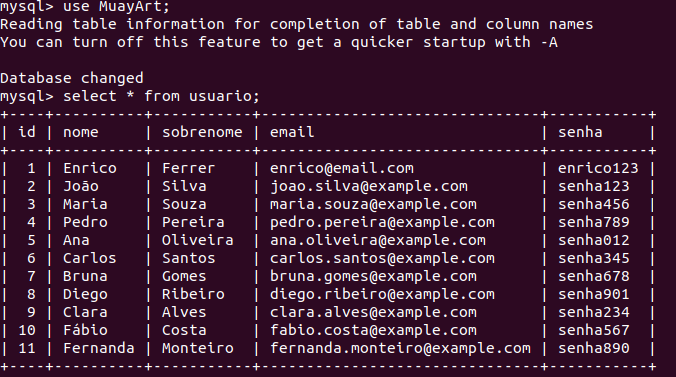 mysql> use MuayArt;
Reading table information for completion of table and column names
You can turn off this feature to get a quicker startup with -A

Database changed
mysql> select * from usuario;
+----+----------+-----------+------------------------------+-----------+
| id | nome     | sobrenome | email                        | senha     |
+----+----------+-----------+------------------------------+-----------+
|  1 | Enrico   | Ferrer    | enrico@email.com             | enrico123 |
|  2 | João     | Silva     | joao.silva@example.com       | senha123  |
|  3 | Maria    | Souza     | maria.souza@example.com      | senha456  |
|  4 | Pedro    | Pereira   | pedro.pereira@example.com    | senha789  |
|  5 | Ana      | Oliveira  | ana.oliveira@example.com     | senha012  |
|  6 | Carlos   | Santos    | carlos.santos@example.com    | senha345  |
|  7 | Bruna    | Gomes     | bruna.gomes@example.com      | senha678  |
|  8 | Diego    | Ribeiro   | diego.ribeiro@example.com    | senha901  |
|  9 | Clara    | Alves     | clara.alves@example.com      | senha234  |
| 10 | Fábio    | Costa     | fabio.costa@example.com      | senha567  |
| 11 | Fernanda | Monteiro  | fernanda.monteiro@example.com | senha890  |
+----+----------+-----------+------------------------------+-----------+